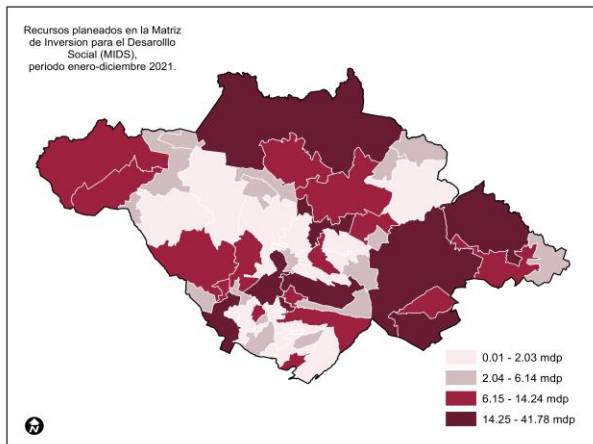 Recursos planeados en la Matriz
de Inversion para el Desarolllo
Social (MIDS),
periodo enero-diciembre 2021.
0.01 - 2.03 mdp
2.04 - 6.14 mdp
6.15 - 14.24 mdp
14.25 - 41.78 mdp
N